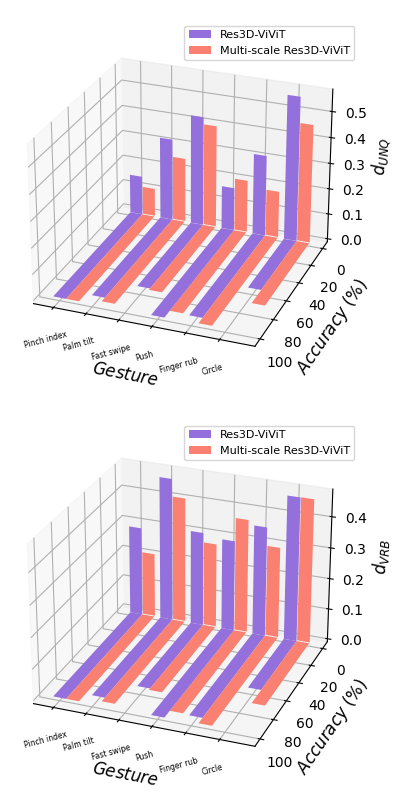 Res3D-ViViT
Multi-scale Res3D-ViViT
0.5
0.4
0.3
0.2
0.1
0.0
d_UNQ
0
20
40
60
80
100
Accuracy (%)
Pinch index
Palm tilt
Fast swipe
Push
Finger rub
Circle
Gesture
Res3D-ViViT
Multi-scale Res3D-ViViT
0.4
0.3
0.2
0.1
0.0
d_VRB
0
20
40
60
80
100
Accuracy (%)
Pinch index
Palm tilt
Fast swipe
Push
Finger rub
Circle
Gesture